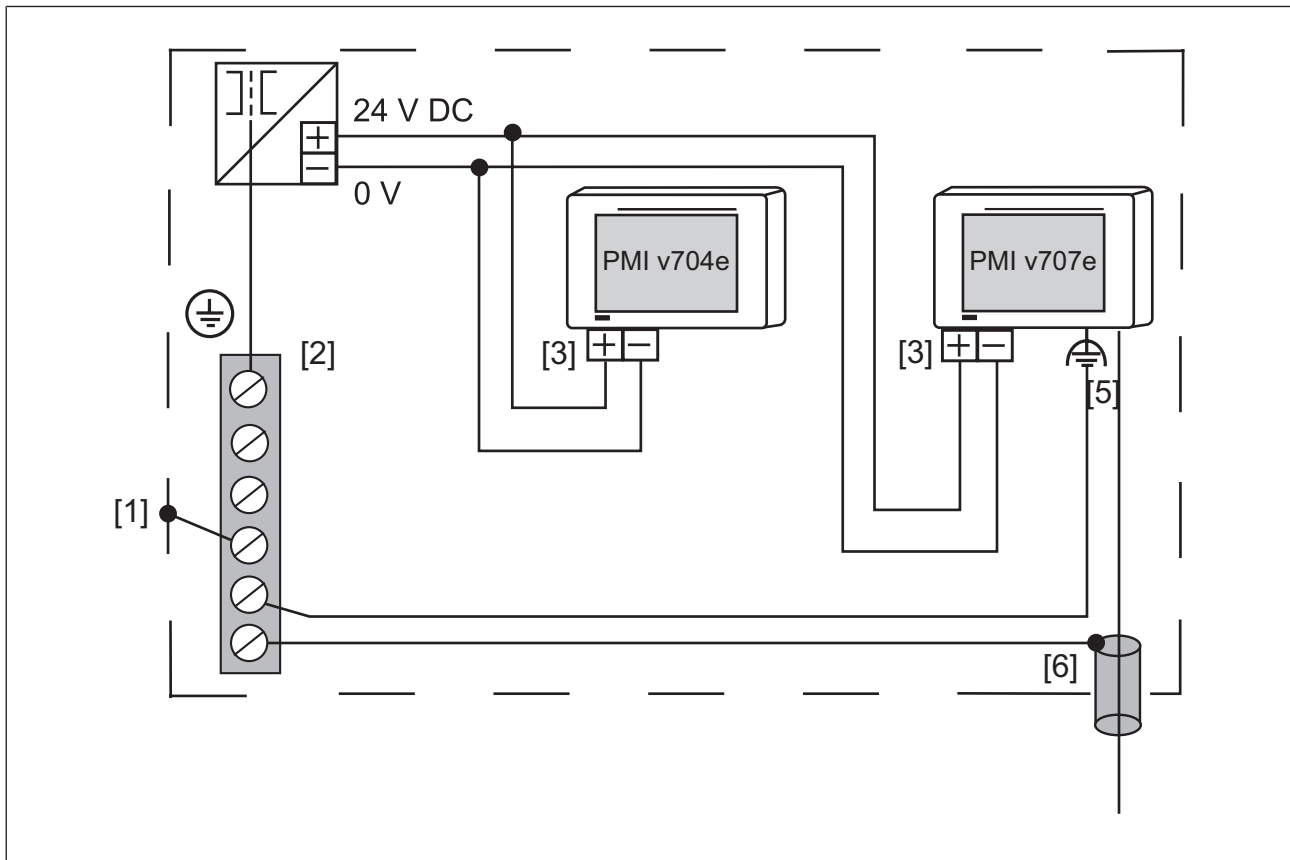 24 V DC
+
−
0 V
PMI v704e
PMI v707e
[2]
[3]
+ −
[3]
+ −
[5]
[1]
[6]